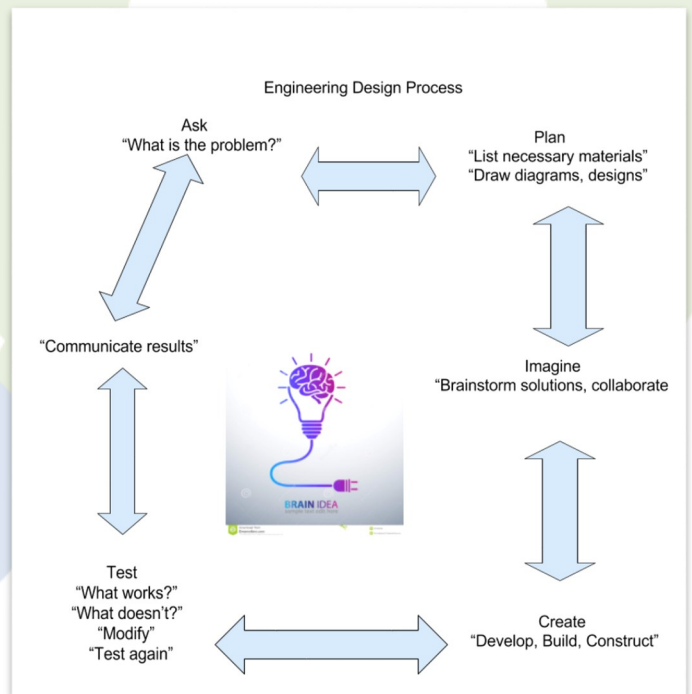 Engineering Design Process
Ask
“What is the problem?”
Plan
“List necessary materials”
“Draw diagrams, designs”
“Communicate results”
Imagine
“Brainstorm solutions, collaborate
BRAIN IDEA
Test
“What works?”
“What doesn’t?”
“Modify”
“Test again”
Create
“Develop, Build, Construct”